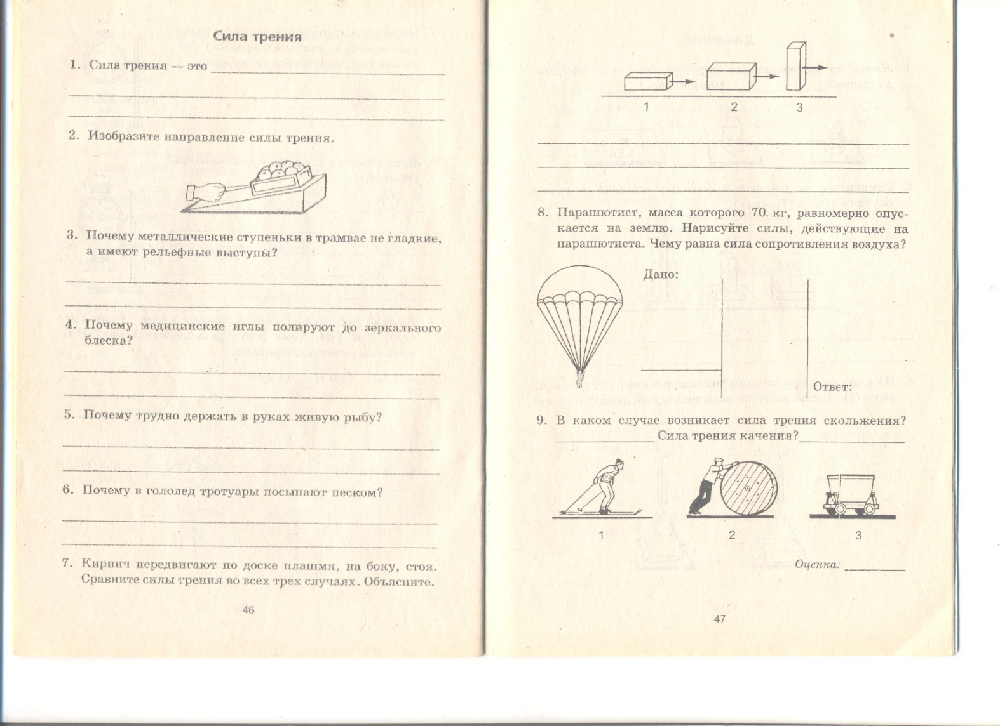 Сила трения
1. Сила трения — это
2. Изобразите направление силы трения.
3. Почему металлические ступеньки в трамвае не гладкие,
а имеют рельефные выступы?
4. Почему медицинские иглы полируют до зеркального
блеска?
5. Почему трудно держать в руках живую рыбу?
6. Почему в гололед тротуары посыпают песком?
7. Кирпич передвигают по доске плашмя, на боку, стоя.
Сравните силы трения во всех трех случаях. Объясните.
46
1 2 3
8. Парашютист, масса которого 70 кг, равномерно опус-
кается на землю. Нарисуйте силы, действующие на
парашютиста. Чему равна сила сопротивления воздуха?
Дано:
Ответ:
9. В каком случае возникает сила трения скольжения?
Сила трения качения?
1 2 3
Оценка:
47